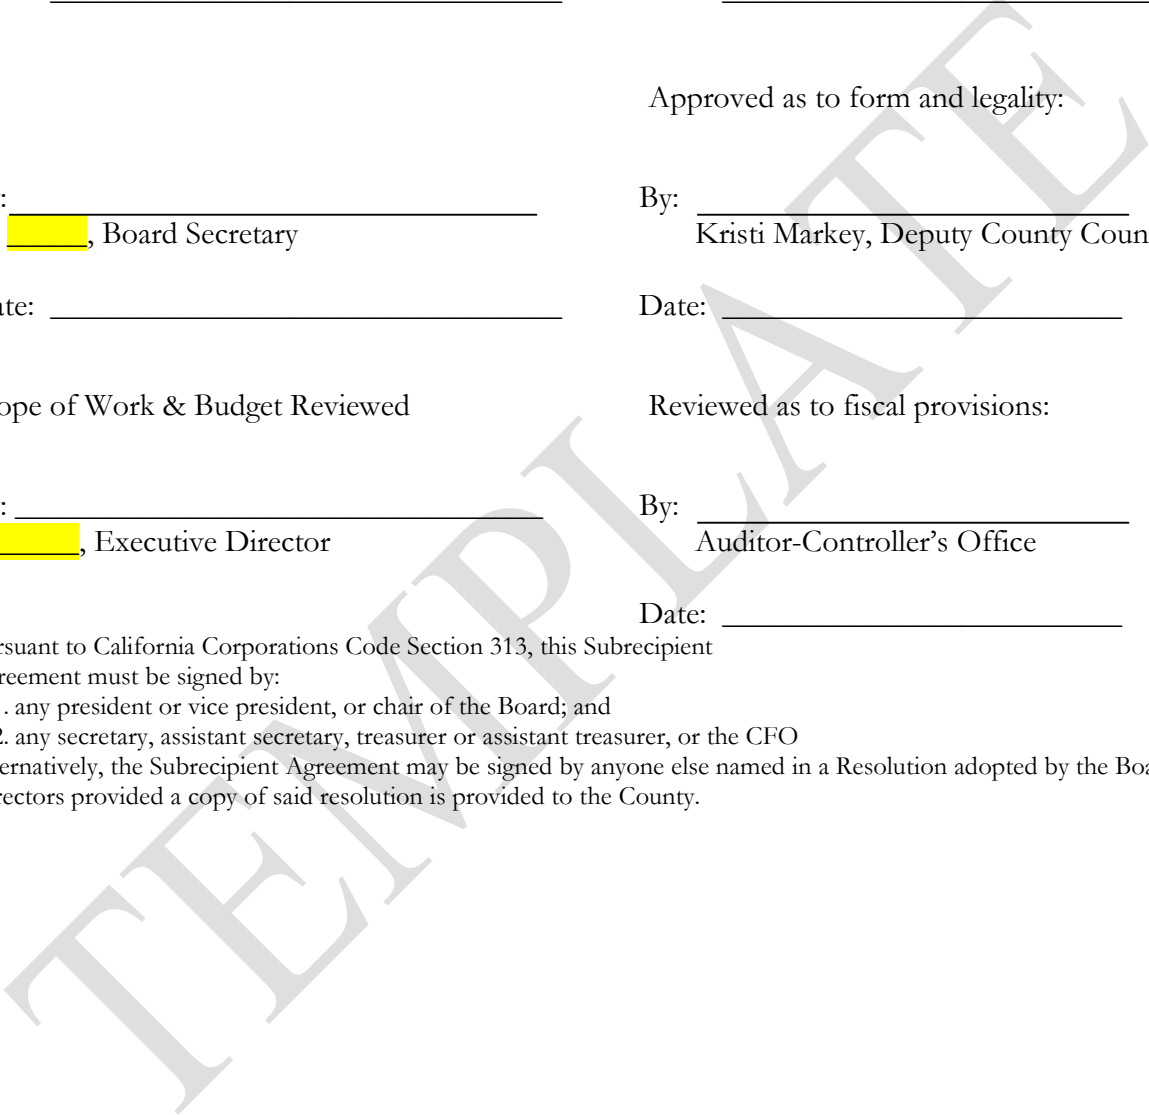 Approved as to form and legality:
: By:
, Board Secretary Kristi Markey, Deputy County Coun
ate: Date:
ope of Work & Budget Reviewed Reviewed as to fiscal provisions:
: By:
, Executive Director Auditor-Controller’s Office
Date:
rsuant to California Corporations Code Section 313, this Subrecipient
reement must be signed by:
. any president or vice president, or chair of the Board; and
2. any secretary, assistant secretary, treasurer or assistant treasurer, or the CFO
ernatively, the Subrecipient Agreement may be signed by anyone else named in a Resolution adopted by the Boa
rectors provided a copy of said resolution is provided to the County.
TEMPLATE